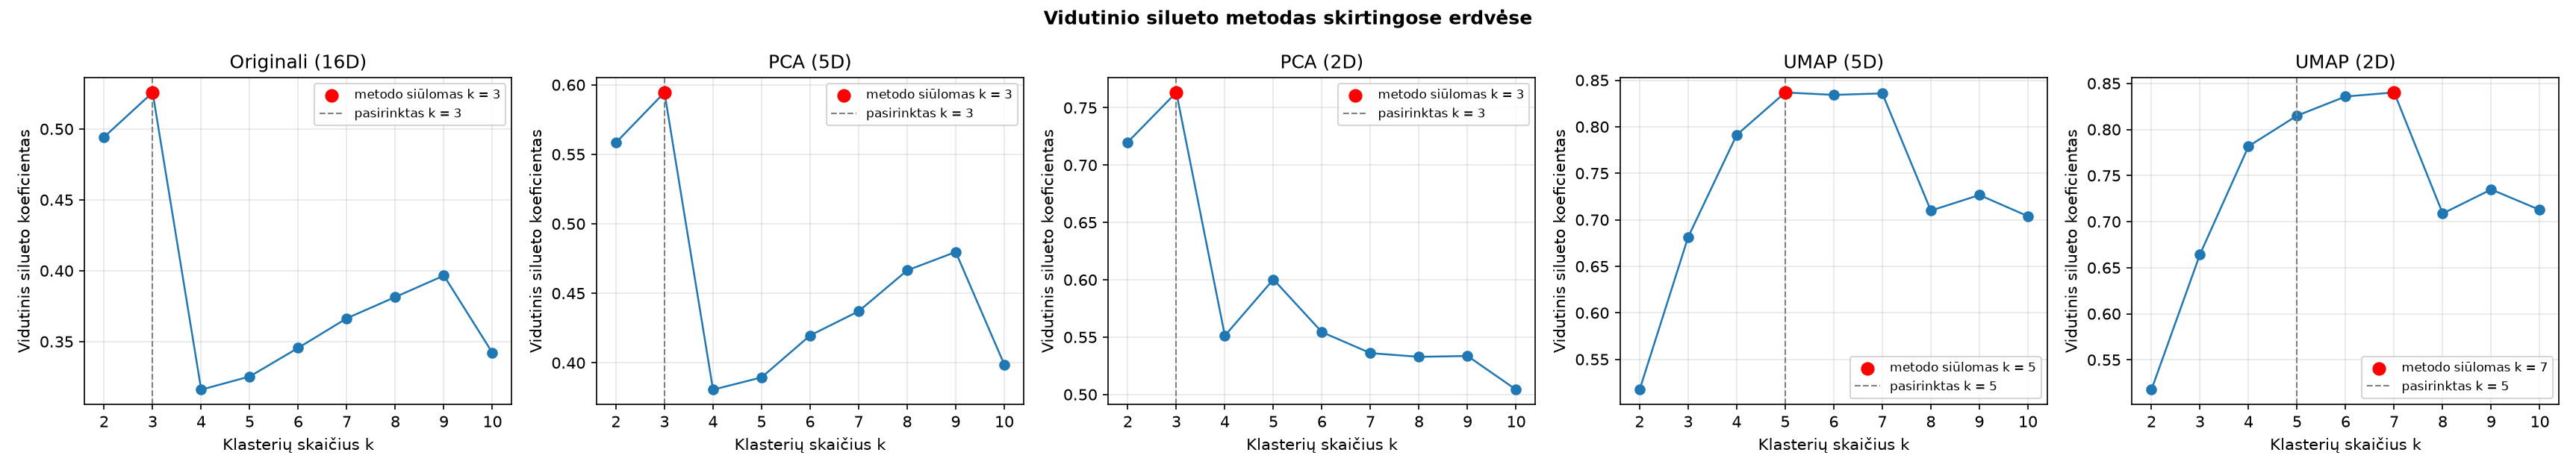 Vidutinio silueto metodas skirtingose erdvėse
Originali (16D)
Vidutinis silueto koeficientas
0.50
0.45
0.40
0.35
metodo siūlomas k = 3
pasirinktas k = 3
2 3 4 5 6 7 8 9 10
Klasterių skaičius k
PCA (5D)
Vidutinis silueto koeficientas
0.60
0.55
0.50
0.45
0.40
metodo siūlomas k = 3
pasirinktas k = 3
2 3 4 5 6 7 8 9 10
Klasterių skaičius k
PCA (2D)
Vidutinis silueto koeficientas
0.75
0.70
0.65
0.60
0.55
0.50
metodo siūlomas k = 3
pasirinktas k = 3
2 3 4 5 6 7 8 9 10
Klasterių skaičius k
UMAP (5D)
Vidutinis silueto koeficientas
0.85
0.80
0.75
0.70
0.65
0.60
0.55
metodo siūlomas k = 5
pasirinktas k = 5
2 3 4 5 6 7 8 9 10
Klasterių skaičius k
UMAP (2D)
Vidutinis silueto koeficientas
0.85
0.80
0.75
0.70
0.65
0.60
0.55
metodo siūlomas k = 7
pasirinktas k = 5
2 3 4 5 6 7 8 9 10
Klasterių skaičius k